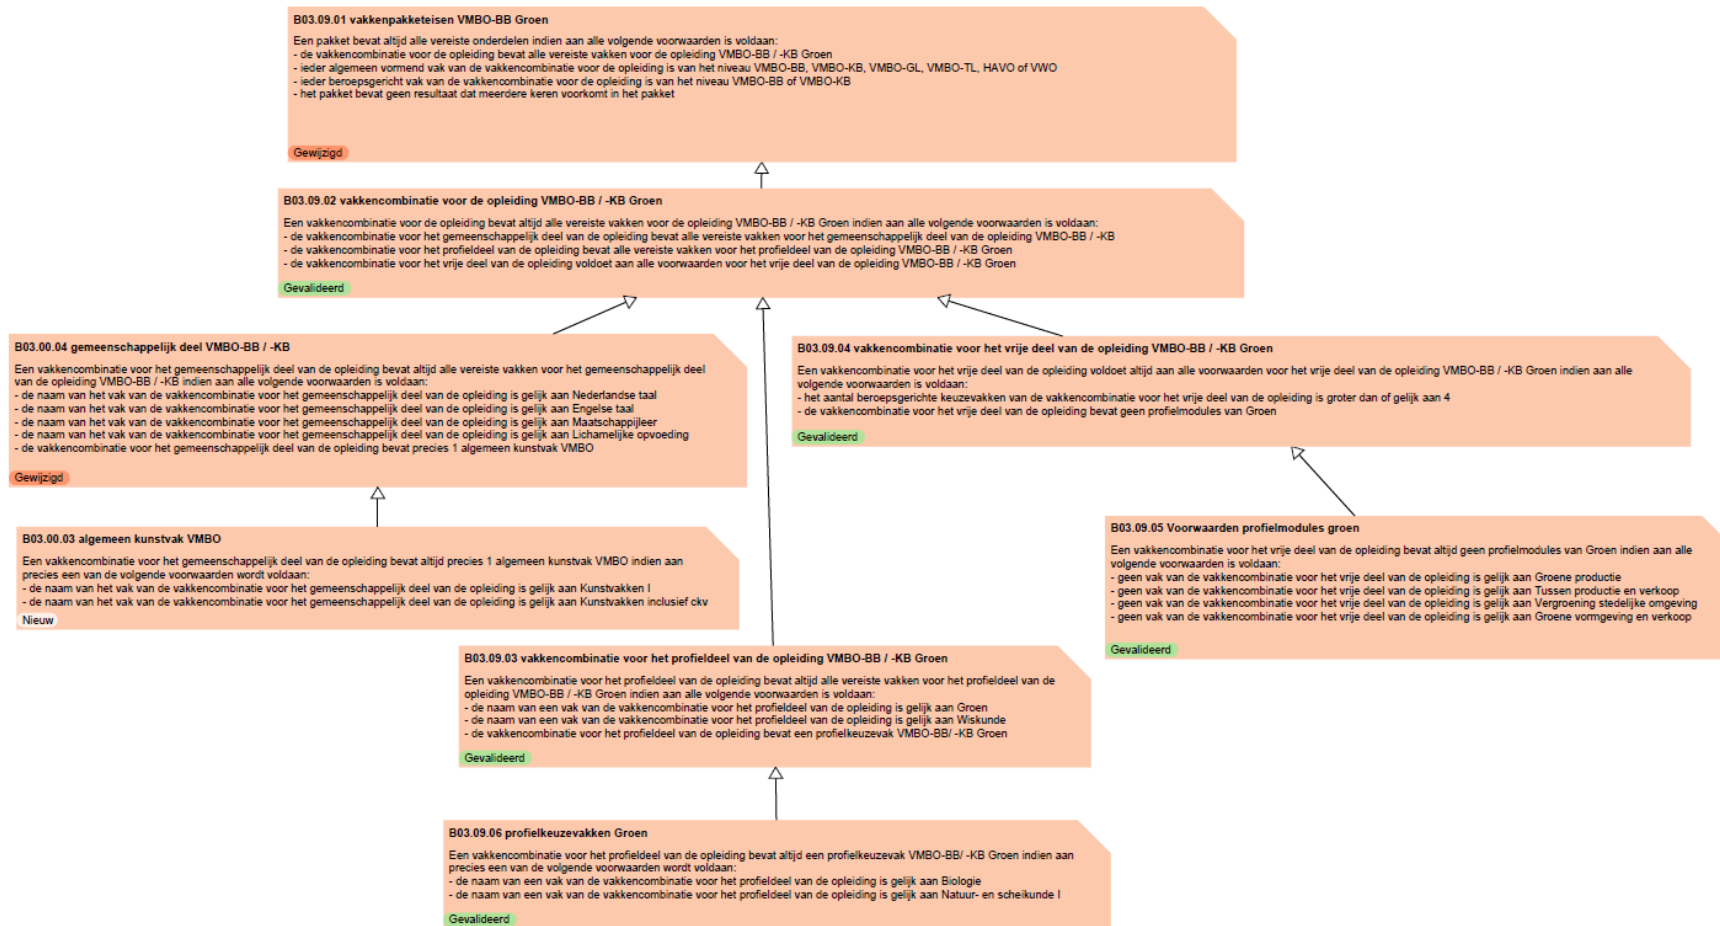 B03.09.01 vakkenpakketeisen VMBO-BB Groen
Een pakket bevat altijd alle vereiste onderdelen indien aan alle volgende voorwaarden is voldaan:
- de vakkencombinatie voor de opleiding bevat alle vereiste vakken voor de opleiding VMBO-BB / -KB Groen
- ieder algemeen vormend vak van de vakkencombinatie voor de opleiding is van het niveau VMBO-BB, VMBO-KB, VMBO-GL, VMBO-TL, HAVO of VWO
- ieder beroepsgericht vak van de vakkencombinatie voor de opleiding is van het niveau VMBO-BB of VMBO-KB
- het pakket bevat geen resultaat dat meerdere keren voorkomt in het pakket
Gewijzigd
B03.09.02 vakkencombinatie voor de opleiding VMBO-BB / -KB Groen
Een vakkencombinatie voor de opleiding bevat altijd alle vereiste vakken voor de opleiding VMBO-BB / -KB Groen indien aan alle volgende voorwaarden is voldaan:
- de vakkencombinatie voor het gemeenschappelijk deel van de opleiding bevat alle vereiste vakken voor het gemeenschappelijk deel van de opleiding VMBO-BB / -KB
- de vakkencombinatie voor het profieldeel van de opleiding bevat alle vereiste vakken voor het profieldeel van de opleiding VMBO-BB / -KB Groen
- de vakkencombinatie voor het vrije deel van de opleiding voldoet aan alle voorwaarden voor het vrije deel van de opleiding VMBO-BB / -KB Groen
Gevalideerd
B03.00.04 gemeenschappelijk deel VMBO-BB / -KB
Een vakkencombinatie voor het gemeenschappelijk deel van de opleiding bevat altijd alle vereiste vakken voor het gemeenschappelijk deel
van de opleiding VMBO-BB / -KB indien aan alle volgende voorwaarden is voldaan:
- de naam van het vak van de vakkencombinatie voor het gemeenschappelijk deel van de opleiding is gelijk aan Nederlandse taal
- de naam van het vak van de vakkencombinatie voor het gemeenschappelijk deel van de opleiding is gelijk aan Engelse taal
- de naam van het vak van de vakkencombinatie voor het gemeenschappelijk deel van de opleiding is gelijk aan Maatschappijleer
- de naam van het vak van de vakkencombinatie voor het gemeenschappelijk deel van de opleiding is gelijk aan Lichamelijke opvoeding
- de vakkencombinatie voor het gemeenschappelijk deel van de opleiding bevat precies 1 algemeen kunstvak VMBO
Gewijzigd
B03.09.04 vakkencombinatie voor het vrije deel van de opleiding VMBO-BB / -KB Groen
Een vakkencombinatie voor het vrije deel van de opleiding voldoet altijd aan alle voorwaarden voor het vrije deel van de opleiding VMBO-BB / -KB Groen indien aan alle
volgende voorwaarden is voldaan:
- het aantal beroepsgerichte keuzevakken van de vakkencombinatie voor het vrije deel van de opleiding is groter dan of gelijk aan 4
- de vakkencombinatie voor het vrije deel van de opleiding bevat geen profielmodules van Groen
Gevalideerd
B03.00.03 algemeen kunstvak VMBO
Een vakkencombinatie voor het gemeenschappelijk deel van de opleiding bevat altijd precies 1 algemeen kunstvak VMBO indien aan
precies een van de volgende voorwaarden wordt voldaan:
- de naam van het vak van de vakkencombinatie voor het gemeenschappelijk deel van de opleiding is gelijk aan Kunstvakken I
- de naam van het vak van de vakkencombinatie voor het gemeenschappelijk deel van de opleiding is gelijk aan Kunstvakken inclusief ckv
Nieuw
B03.09.05 Voorwaarden profielmodules groen
Een vakkencombinatie voor het vrije deel van de opleiding bevat altijd geen profielmodules van Groen indien aan alle
volgende voorwaarden is voldaan:
- geen vak van de vakkencombinatie voor het vrije deel van de opleiding is gelijk aan Groene productie
- geen vak van de vakkencombinatie voor het vrije deel van de opleiding is gelijk aan Tussen productie en verkoop
- geen vak van de vakkencombinatie voor het vrije deel van de opleiding is gelijk aan Vergroening stedelijke omgeving
- geen vak van de vakkencombinatie voor het vrije deel van de opleiding is gelijk aan Groene vormgeving en verkoop
Gevalideerd
B03.09.03 vakkencombinatie voor het profieldeel van de opleiding VMBO-BB / -KB Groen
Een vakkencombinatie voor het profieldeel van de opleiding bevat altijd alle vereiste vakken voor het profieldeel van de
opleiding VMBO-BB / -KB Groen indien aan alle volgende voorwaarden is voldaan:
- de naam van een vak van de vakkencombinatie voor het profieldeel van de opleiding is gelijk aan Groen
- de naam van een vak van de vakkencombinatie voor het profieldeel van de opleiding is gelijk aan Wiskunde
- de vakkencombinatie voor het profieldeel van de opleiding bevat een profielkeuzevak VMBO-BB/ -KB Groen
Gevalideerd
B03.09.06 profielkeuzevakken Groen
Een vakkencombinatie voor het profieldeel van de opleiding bevat altijd een profielkeuzevak VMBO-BB/ -KB Groen indien aan
precies een van de volgende voorwaarden wordt voldaan:
- de naam van een vak van de vakkencombinatie voor het profieldeel van de opleiding is gelijk aan Biologie
- de naam van een vak van de vakkencombinatie voor het profieldeel van de opleiding is gelijk aan Natuur- en scheikunde I
Gevalideerd